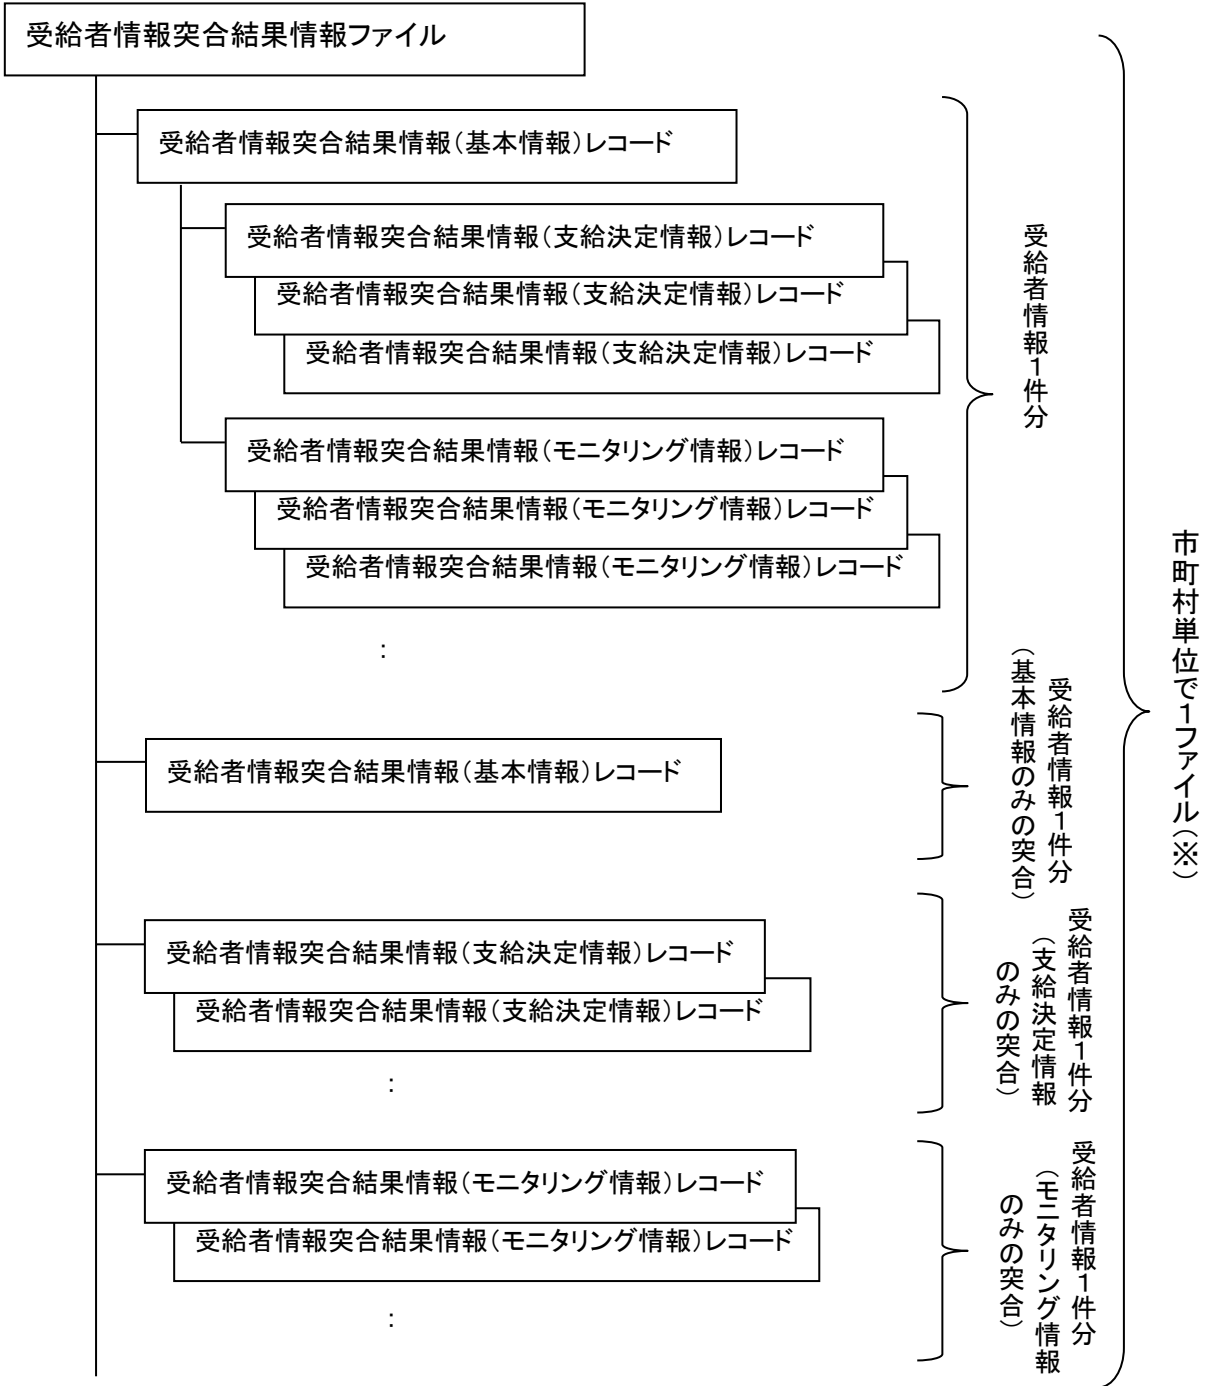 受給者情報突合結果情報ファイル
受給者情報突合結果情報（基本情報）レコード
受給者情報突合結果情報（支給決定情報）レコード
受給者情報突合結果情報（支給決定情報）レコード
受給者情報突合結果情報（支給決定情報）レコード
受給者情報突合結果情報（モニタリング情報）レコード
受給者情報突合結果情報（モニタリング情報）レコード
受給者情報突合結果情報（モニタリング情報）レコード
：
受給者情報１件分
受給者情報突合結果情報（基本情報）レコード
受給者情報１件分
（基本情報のみの突合）
受給者情報突合結果情報（支給決定情報）レコード
受給者情報突合結果情報（支給決定情報）レコード
：
受給者情報１件分
（支給決定情報
のみの突合）
受給者情報突合結果情報（モニタリング情報）レコード
受給者情報突合結果情報（モニタリング情報）レコード
：
受給者情報１件分
（モニタリング情報
のみの突合）
市町村単位で１ファイル（※）